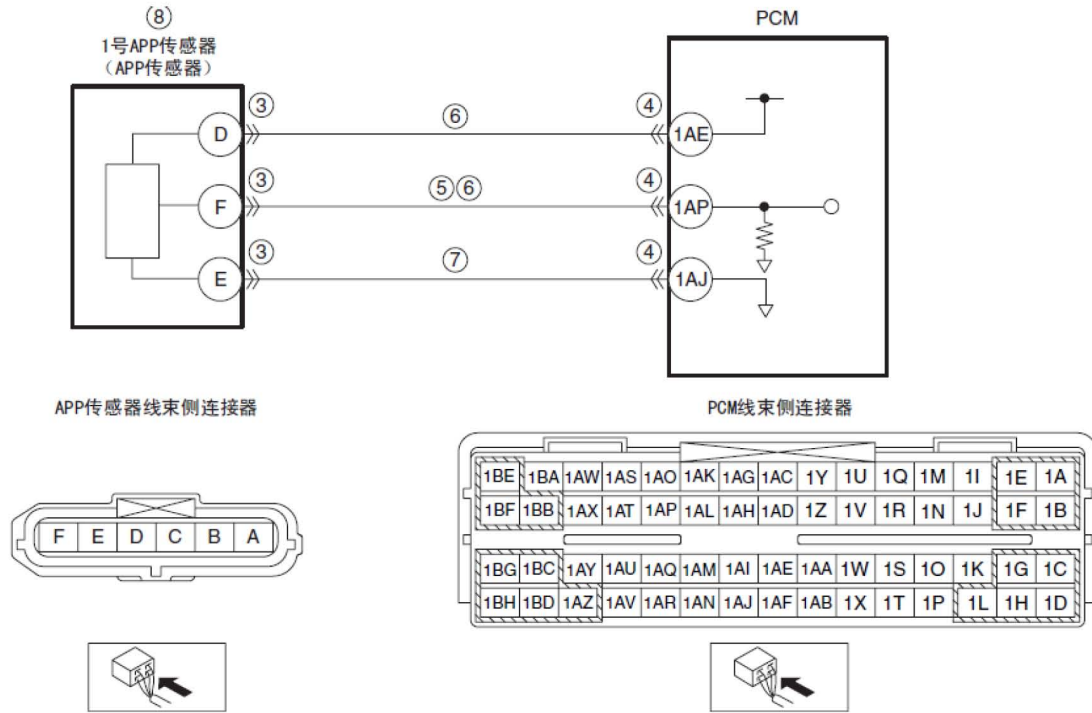 ⑧ PCM
1号APP传感器
（APP传感器）
③ ⑥ ④
D 1AE
③ ⑤⑥ ④
F 1AP
③ ⑦ ④
E 1AJ
APP传感器线束侧连接器 PCM线束侧连接器
1BE 1BA 1AW 1AS 1AO 1AK 1AG 1AC 1Y 1U 1Q 1M 1I 1E 1A
1BF 1BB 1AX 1AT 1AP 1AL 1AH 1AD 1Z 1V 1R 1N 1J 1F 1B
F E D C B A
1BG 1BC 1AY 1AU 1AQ 1AM 1AI 1AE 1AA 1W 1S 1O 1K 1G 1C
1BH 1BD 1AZ 1AV 1AR 1AN 1AJ 1AF 1AB 1X 1T 1P 1L 1H 1D